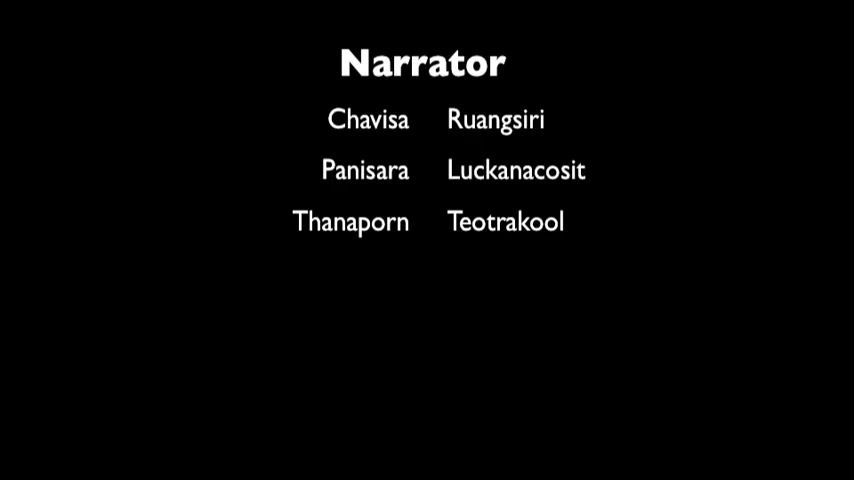 Narrator
Chavisa Ruangsiri
Panisara Luckanacosit
Thanaporn Teotrakool